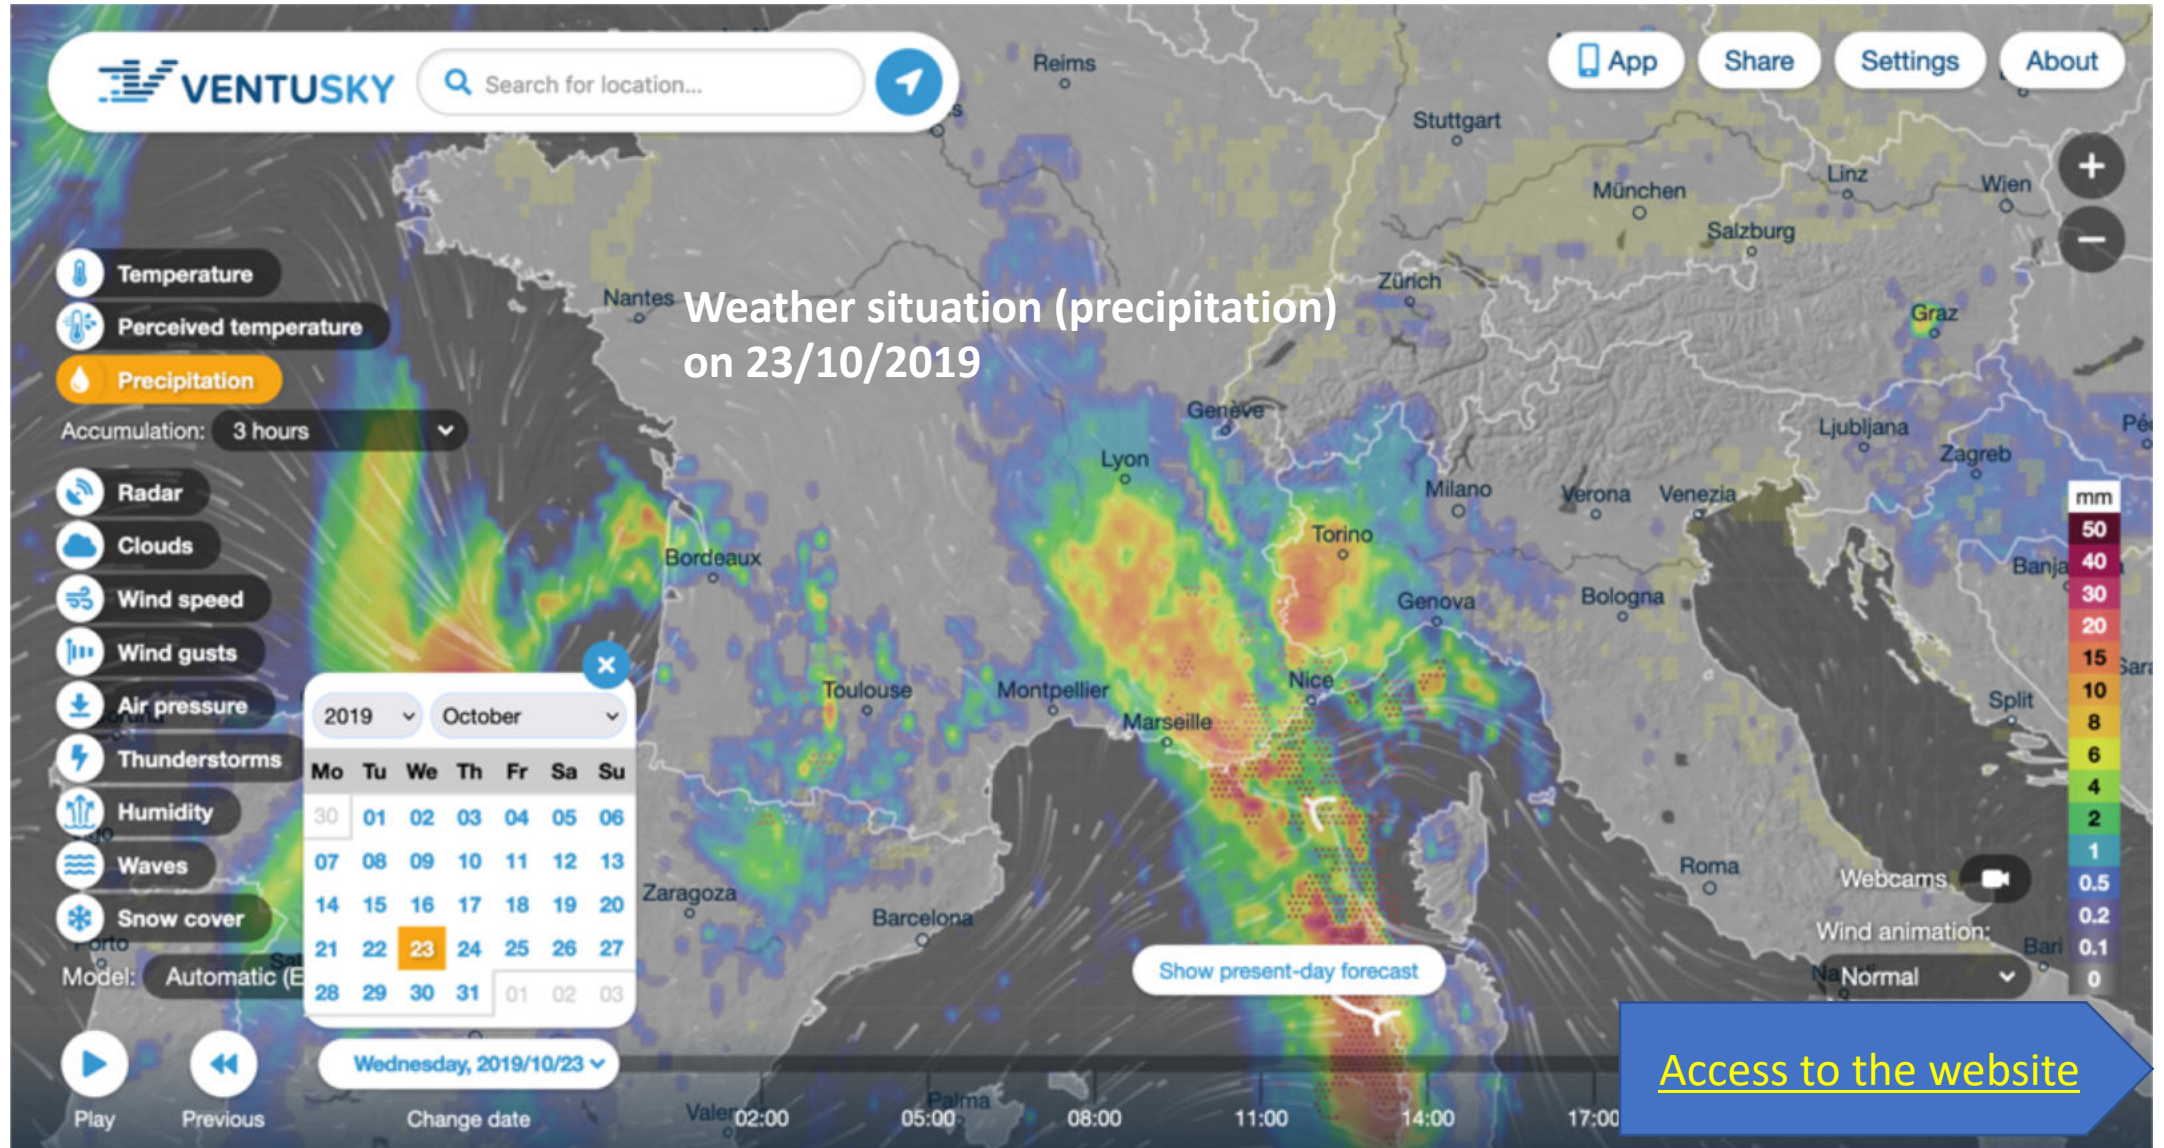 VENTUSKY
Search for location...
App
Share
Settings
About
Reims
Stuttgart
München
Linz
Wien
Salzburg
Zürich
Graz
Nantes
Weather situation (precipitation)
on 23/10/2019
Temperature
Perceived temperature
Precipitation
Accumulation: 3 hours
Radar
Clouds
Wind speed
Wind gusts
Air pressure
Thunderstorms
Humidity
Waves
Snow cover
Porto
Model: Automatic (E
Genève
Lyon
Milano
Verona
Venezia
Ljubljana
Zagreb
Torino
Bordeaux
Genova
Bologna
Banja
Toulouse
Montpellier
Nice
Marseille
Split
Zaragoza
Barcelona
Roma
Bari
mm
50
40
30
20
15
10
8
6
4
2
1
0.5
0.2
0.1
0
Webcams
Wind animation:
Normal
2019 October
Mo Tu We Th Fr Sa Su
30 01 02 03 04 05 06
07 08 09 10 11 12 13
14 15 16 17 18 19 20
21 22 23 24 25 26 27
28 29 30 31 01 02 03
Show present-day forecast
Access to the website
Play
Previous
Wednesday, 2019/10/23
Change date
Palma
02:00
05:00
08:00
11:00
14:00
17:00